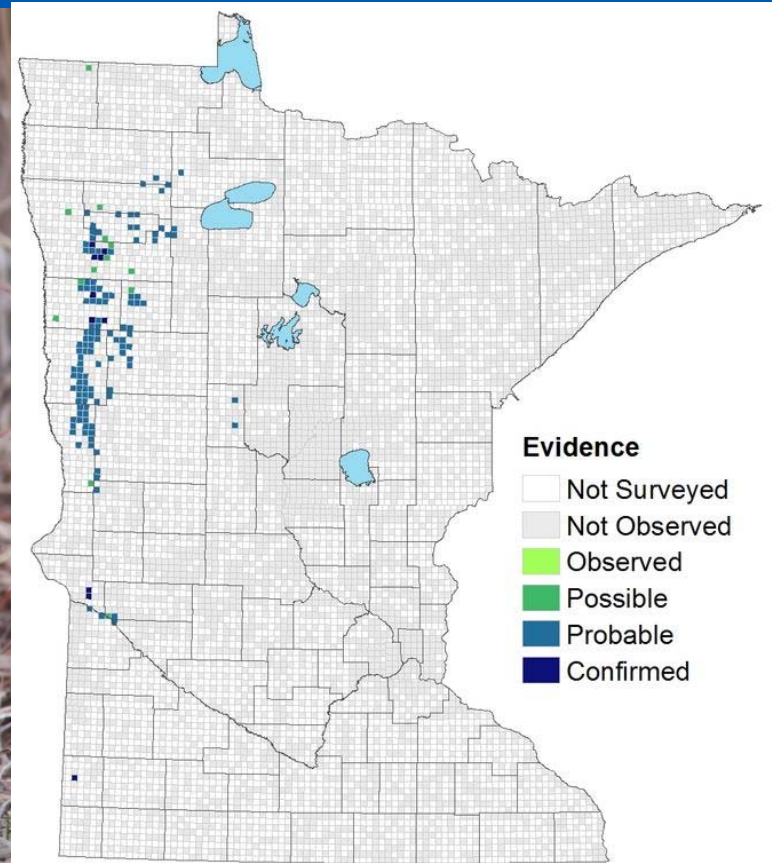 Evidence
Not Surveyed
Not Observed
Observed
Possible
Probable
Confirmed